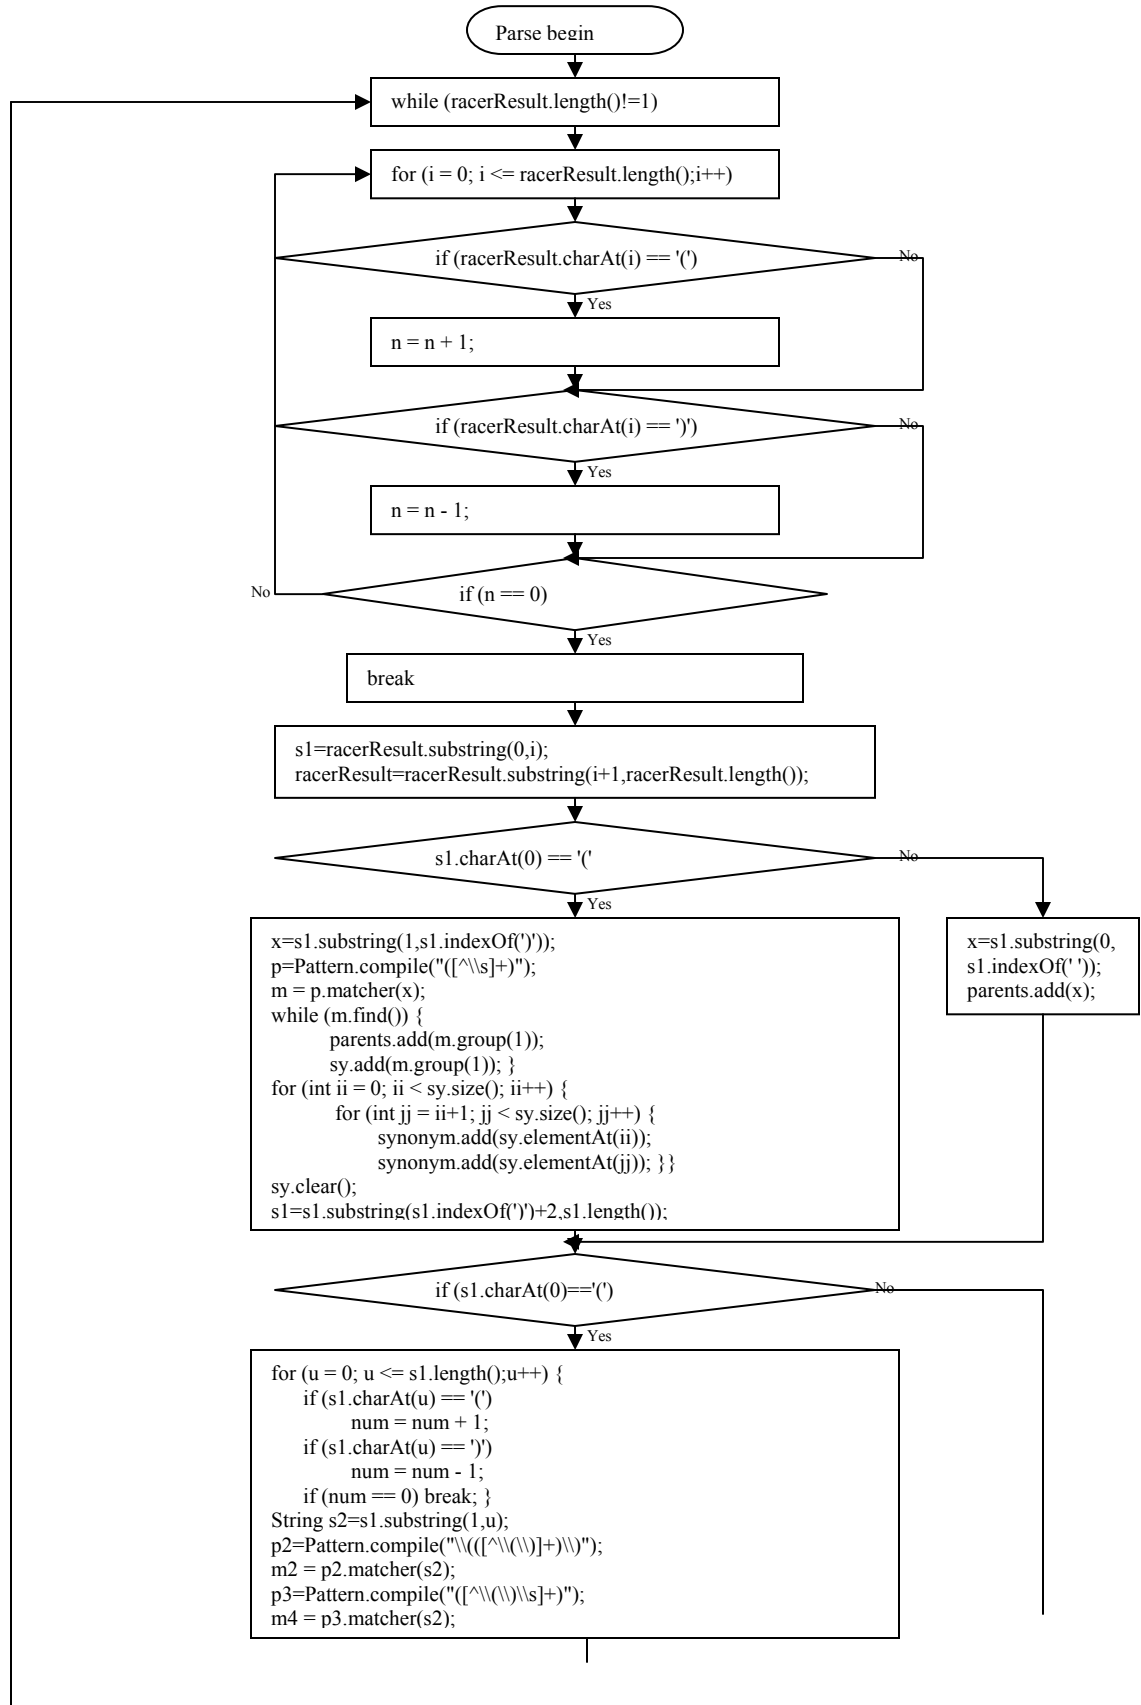 Parse begin
while (racerResult.length()!=1)
for (i = 0; i <= racerResult.length();i++)
if (racerResult.charAt(i) == '(')
No
Yes
n = n + 1;
if (racerResult.charAt(i) == ')')
No
Yes
n = n - 1;
if (n == 0)
No
Yes
break
s1=racerResult.substring(0,i);
racerResult=racerResult.substring(i+1,racerResult.length());
s1.charAt(0) == '('
No
Yes
x=s1.substring(1,s1.indexOf(')'));
p=Pattern.compile("([^\\s]+)");
m = p.matcher(x);
while (m.find()) {
parents.add(m.group(1));
sy.add(m.group(1)); }
for (int ii = 0; ii < sy.size(); ii++) {
for (int jj = ii+1; jj < sy.size(); jj++) {
synonym.add(sy.elementAt(ii));
synonym.add(sy.elementAt(jj)); }}
sy.clear();
s1=s1.substring(s1.indexOf(')')+2,s1.length());
x=s1.substring(0,
s1.indexOf(' '));
parents.add(x);
if (s1.charAt(0)=='(')
No
Yes
for (u = 0; u <= s1.length();u++) {
if (s1.charAt(u) == '(')
num = num + 1;
if (s1.charAt(u) == ')')
num = num - 1;
if (num == 0) break; }
String s2=s1.substring(1,u);
p2=Pattern.compile("\\(([^\\(\\)]+)\\)");
m2 = p2.matcher(s2);
p3=Pattern.compile("([^\\(\\)\\s]+)");
m4 = p3.matcher(s2);